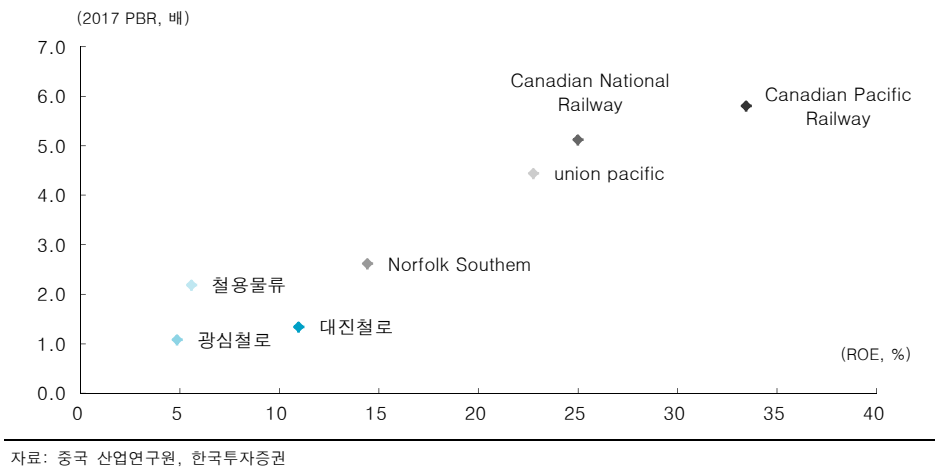 (2017 PBR, 배)
7.0
6.0
5.0
4.0
3.0
2.0
1.0
0.0
Canadian National
Railway
Canadian Pacific
Railway
union pacific
Norfolk Southem
철용물류
대진철로
광심철로
(ROE, %)
0 5 10 15 20 25 30 35 40
자료: 중국 산업연구원, 한국투자증권